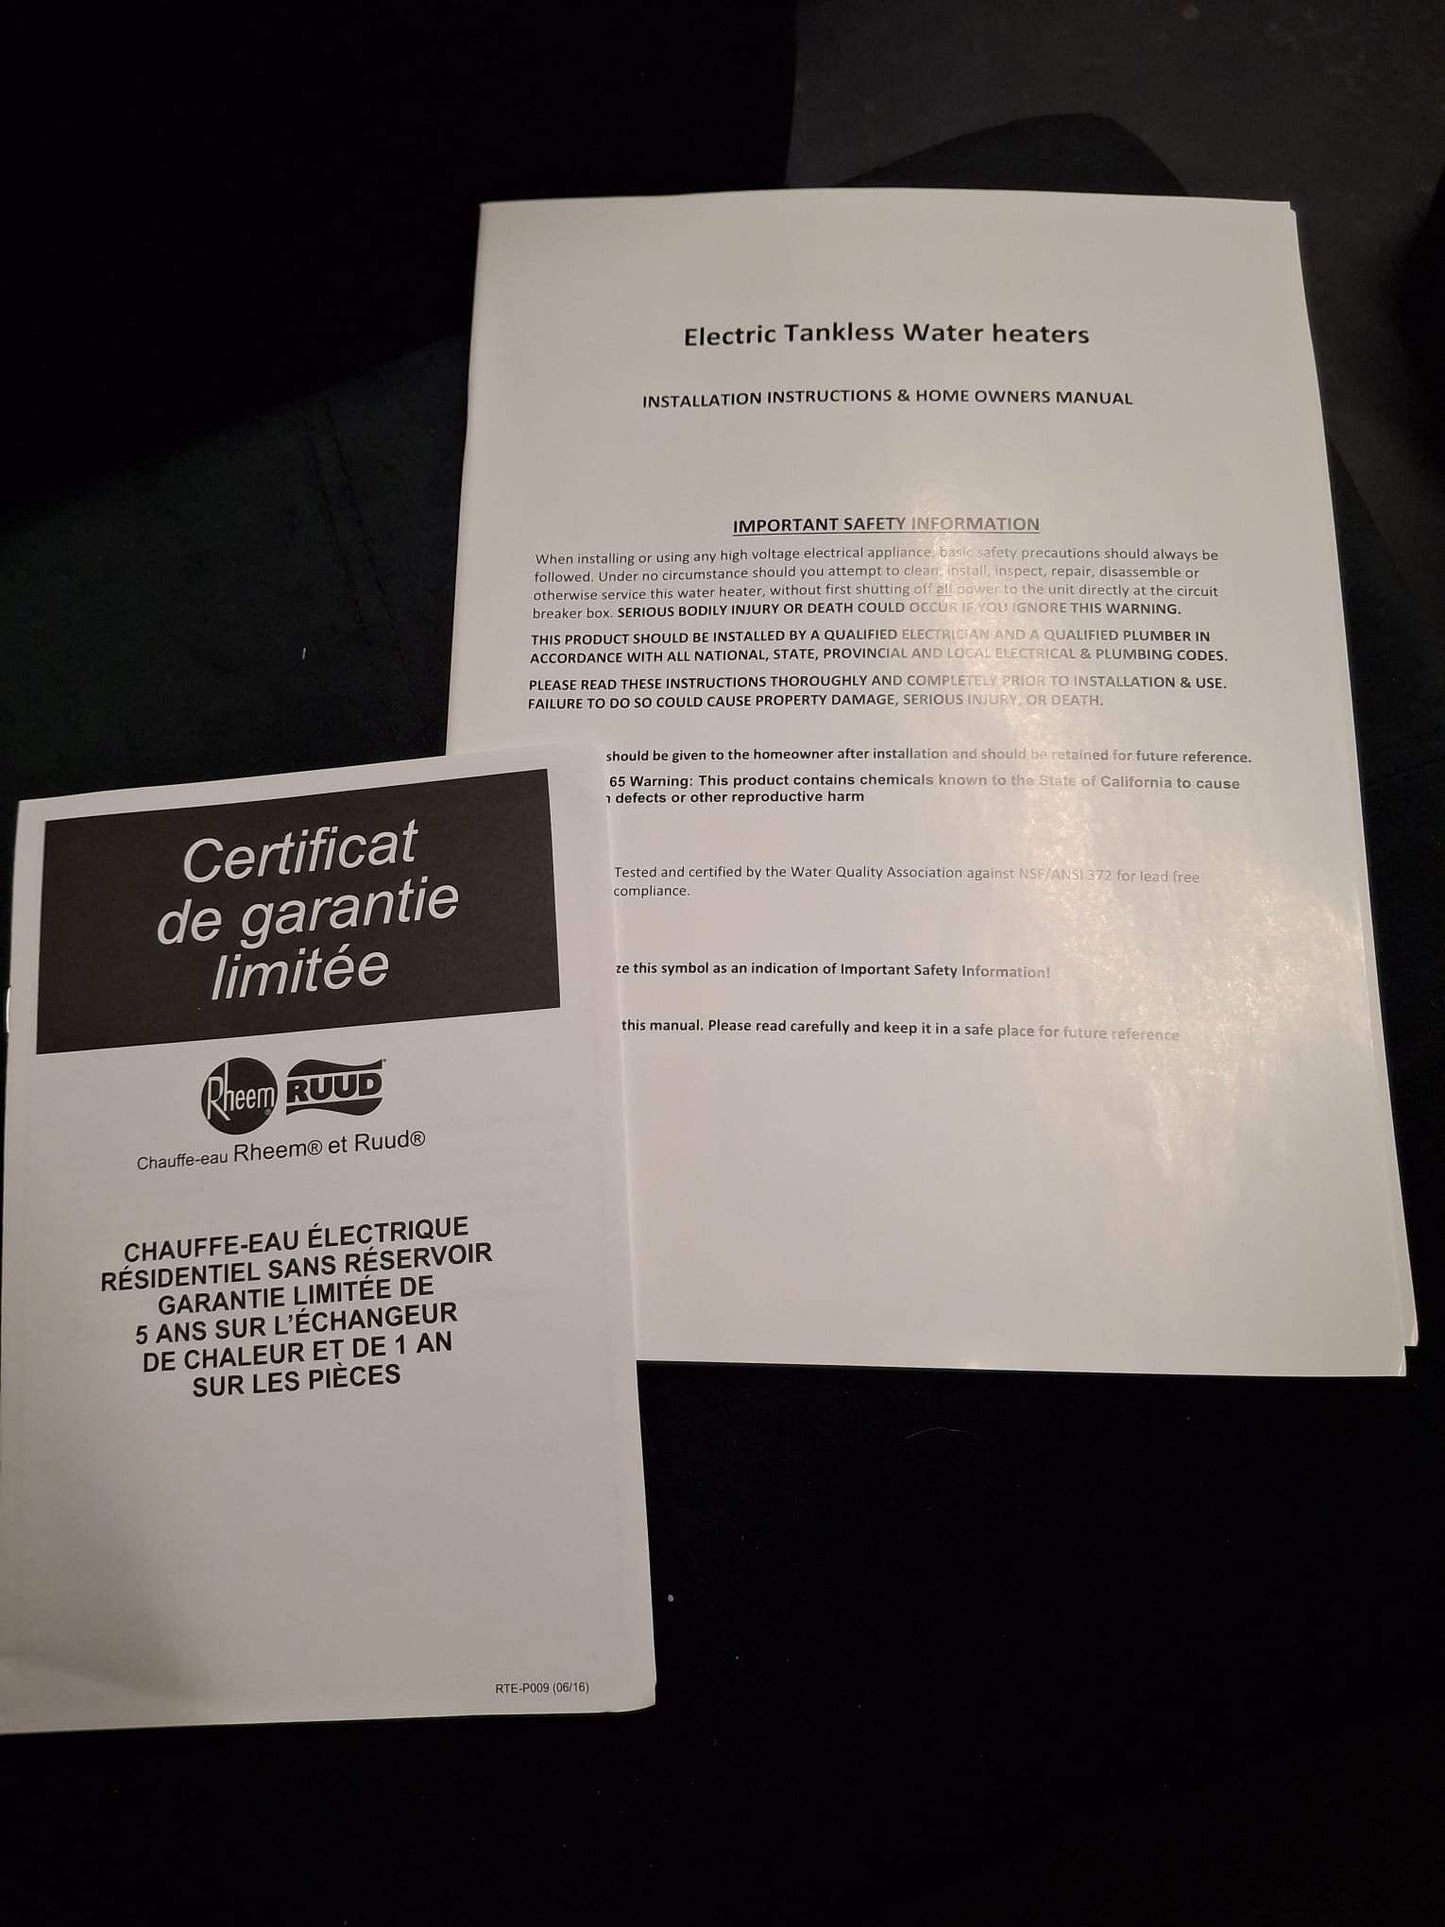 Electric Tankless Water heaters
INSTALLATION INSTRUCTIONS & HOME OWNERS MANUAL
IMPORTANT SAFETY INFORMATION
When installing or using any high voltage electrical appliance, basic safety precautions should always be
followed. Under no circumstance should you attempt to clean, install, inspect, repair, disassemble or
otherwise service this water heater, without first shutting off all power to the unit directly at the circuit
breaker box. SERIOUS BODILY INJURY OR DEATH COULD OCCUR IF YOU IGNORE THIS WARNING.
THIS PRODUCT SHOULD BE INSTALLED BY A QUALIFIED ELECTRICIAN AND A QUALIFIED PLUMBER IN
ACCORDANCE WITH ALL NATIONAL, STATE, PROVINCIAL AND LOCAL ELECTRICAL & PLUMBING CODES.
PLEASE READ THESE INSTRUCTIONS THOROUGHLY AND COMPLETELY PRIOR TO INSTALLATION & USE.
FAILURE TO DO SO COULD CAUSE PROPERTY DAMAGE, SERIOUS INJURY, OR DEATH.
should be given to the homeowner after installation and should be retained for future reference.
65 Warning: This product contains chemicals known to the State of California to cause
defects or other reproductive harm
Tested and certified by the Water Quality Association against NSF/ANSI 372 for lead free
compliance.
ze this symbol as an indication of Important Safety Information!
this manual. Please read carefully and keep it in a safe place for future reference
Certificat
de garantie
limitée
Rheem® RUUD®
Chauffe-eau Rheem® et Ruud®
CHAUFFE-EAU ÉLECTRIQUE
RÉSIDENTIEL SANS RÉSERVOIR
GARANTIE LIMITÉE DE
5 ANS SUR L'ÉCHANGEUR
DE CHALEUR ET DE 1 AN
SUR LES PIÈCES
RTE-P009 (06/16)